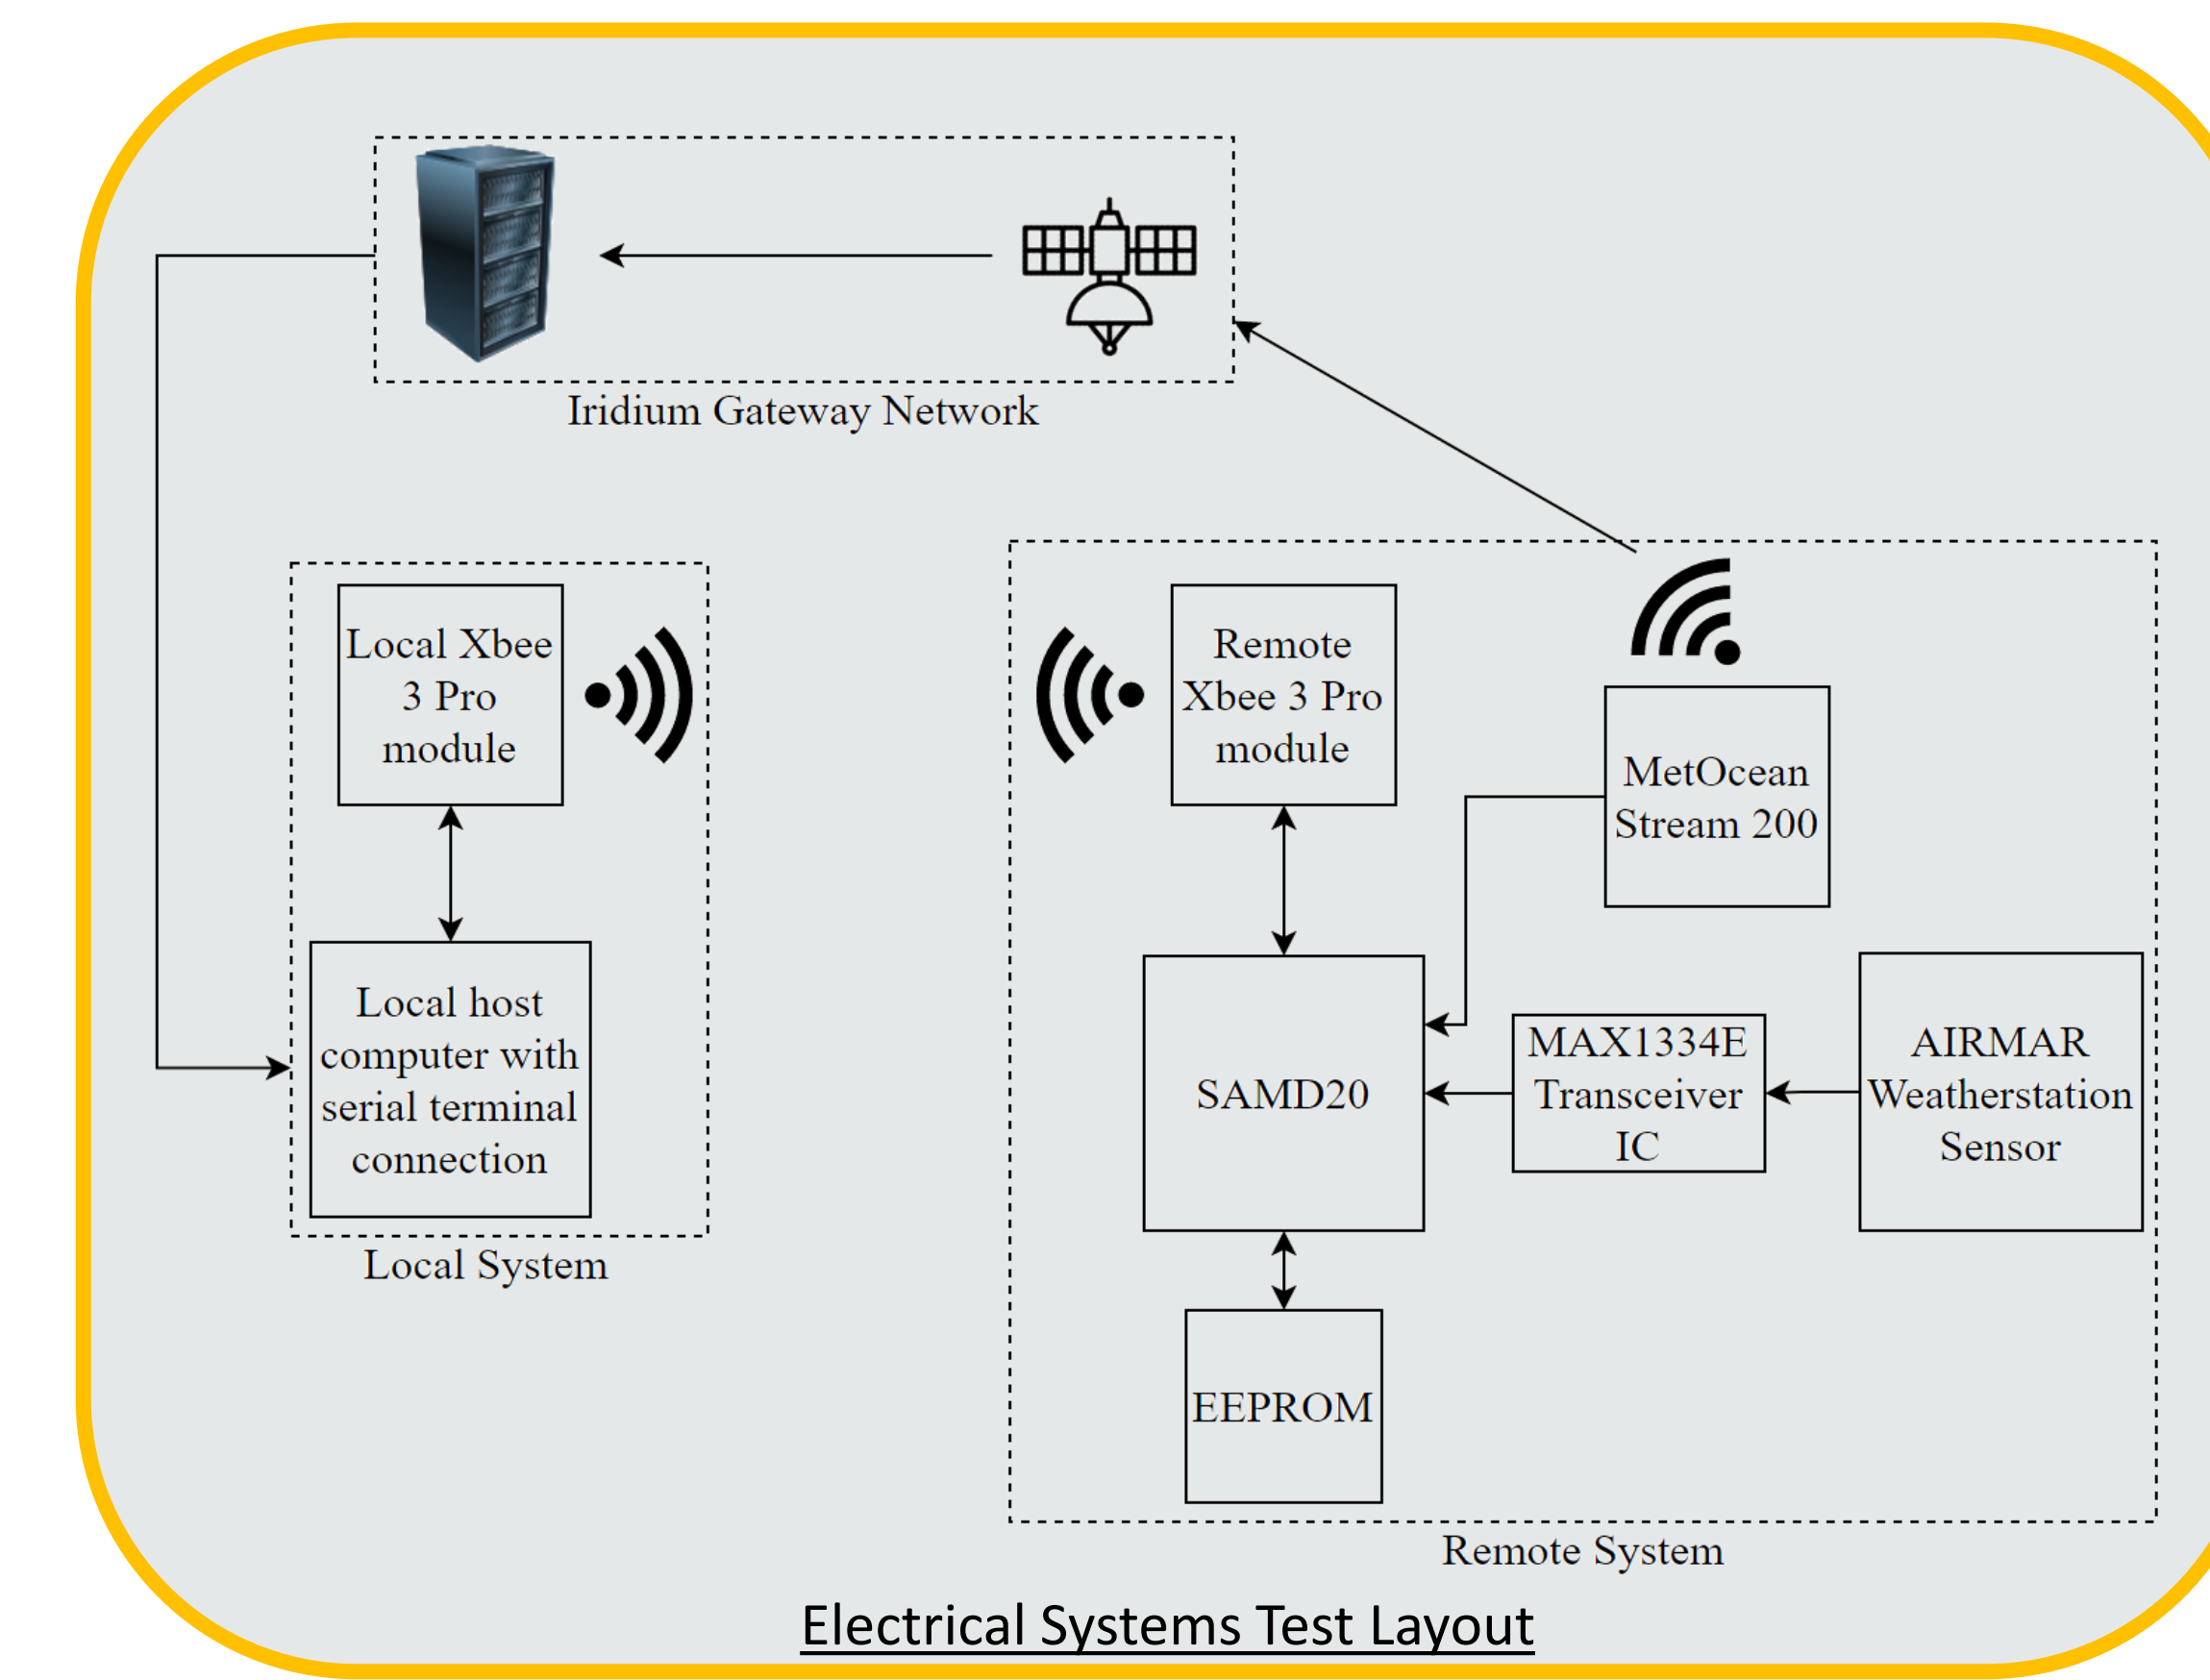 Iridium Gateway Network
Local Xbee
3 Pro
module
Local host
computer with
serial terminal
connection
Local System
Remote
Xbee 3 Pro
module
MetOcean
Stream 200
SAMD20
MAX1334E
Transceiver
IC
AIRMAR
Weatherstation
Sensor
EEPROM
Remote System
Electrical Systems Test Layout